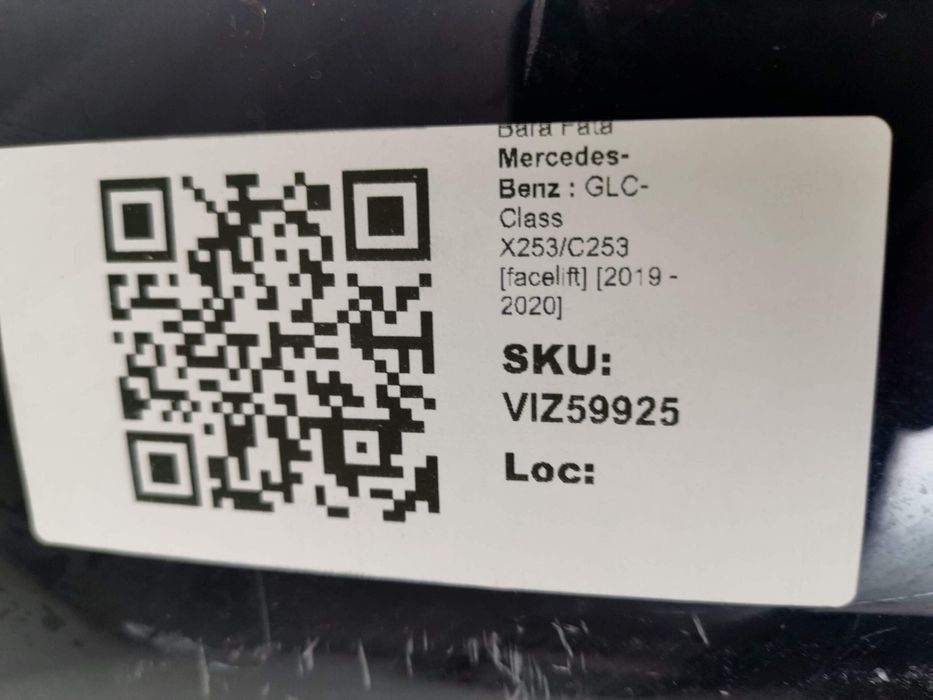 Bara Fata
Mercedes-
Benz : GLC-
Class
X253/C253
[facelift] [2019 -
2020]
SKU:
VIZ59925
Loc: